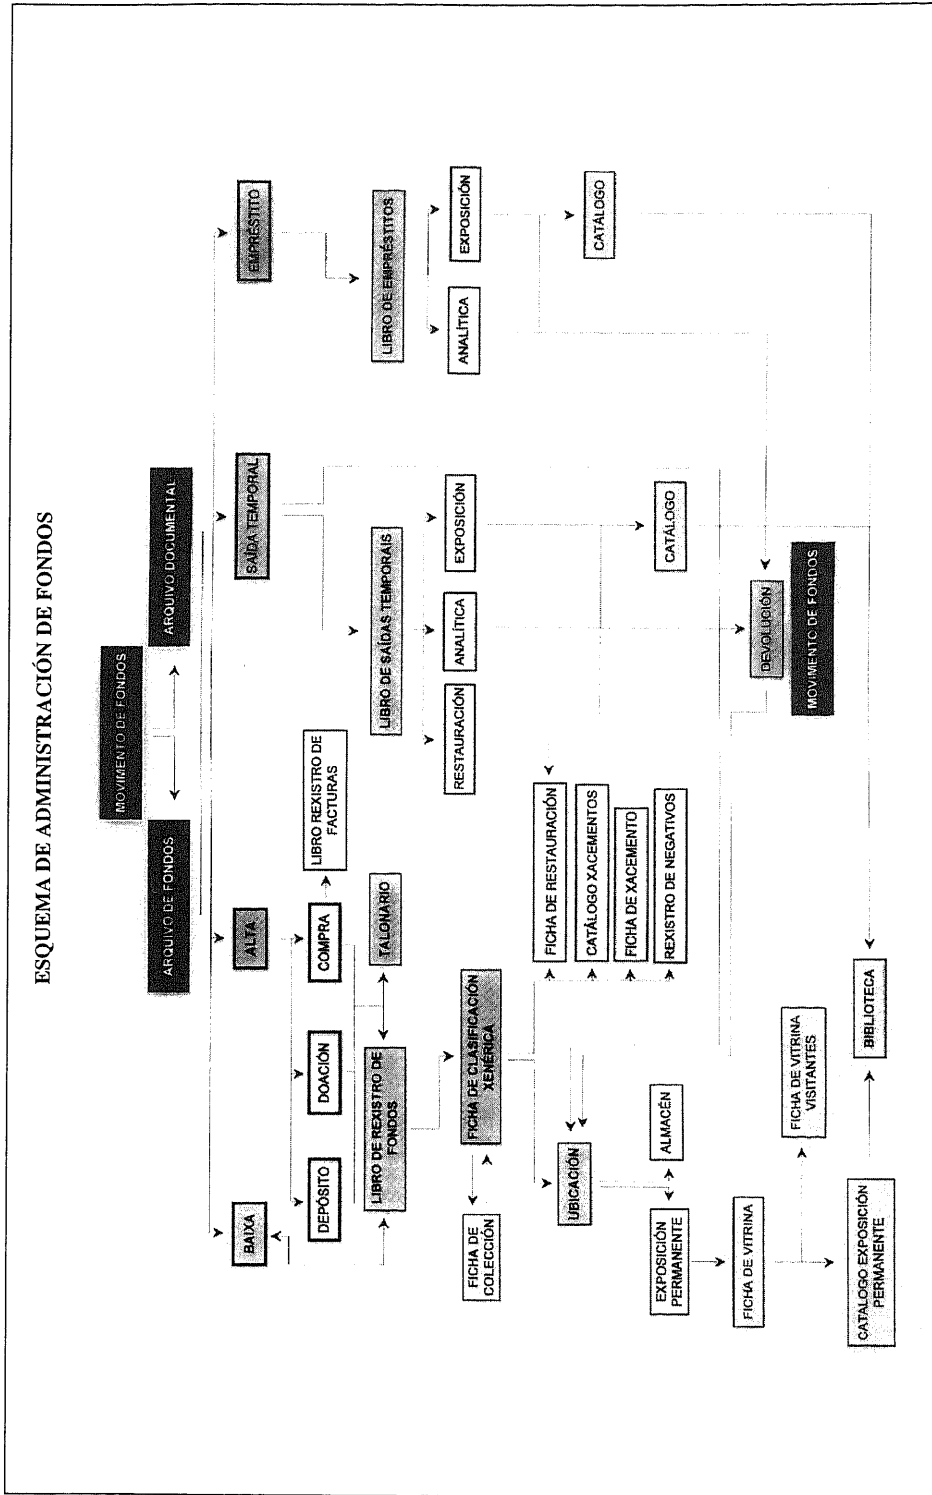 ESQUEMA DE ADMINISTRACIÓN DE FONDOS
MOVIMENTO DE FONDOS
ARQUIVO DE FONDOS
ARQUIVO DOCUMENTAL
BAIXA
ALTA
SAÍDA TEMPORAL
EMPRÉSTITO
DEPÓSITO
DOACIÓN
COMPRA
LIBRO REXISTRO DE
FACTURAS
LIBRO DE REXISTRO DE
FONDOS
TALONARIO
LIBRO DE SAÍDAS TEMPORAIS
LIBRO DE EMPRÉSTITOS
FICHA DE
COLECCIÓN
FICHA DE CLASIFICACIÓN
XENÉRICA
RESTAURACIÓN
ANALÍTICA
EXPOSICIÓN
ANALÍTICA
EXPOSICIÓN
UBICACIÓN
FICHA DE RESTAURACIÓN
CATÁLOGO XACEMENTOS
FICHA DE XACEMENTO
REXISTRO DE NEGATIVOS
CATÁLOGO
EXPOSICIÓN
PERMANENTE
ALMACÉN
CATÁLOGO
FICHA DE VITRINA
DEVOLUCIÓN
MOVIMENTO DE FONDOS
FICHA DE VITRINA
VISITANTES
CATALOGO EXPOSICIÓN
PERMANENTE
BIBLIOTECA